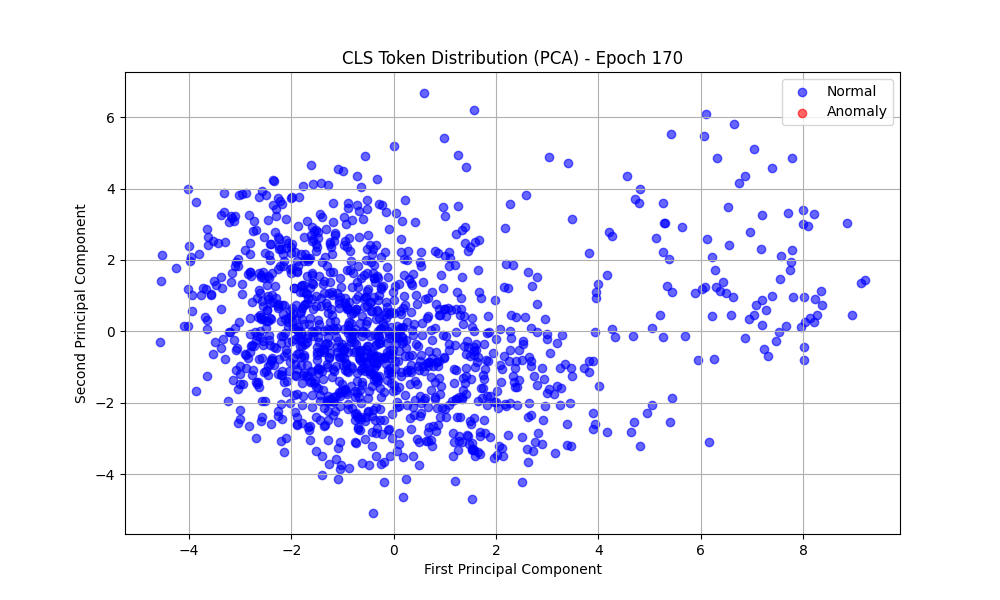 CLS Token Distribution (PCA) - Epoch 170
Normal
Anomaly
Second Principal Component
6
4
2
0
−2
−4
−4
−2
0
2
4
6
8
First Principal Component